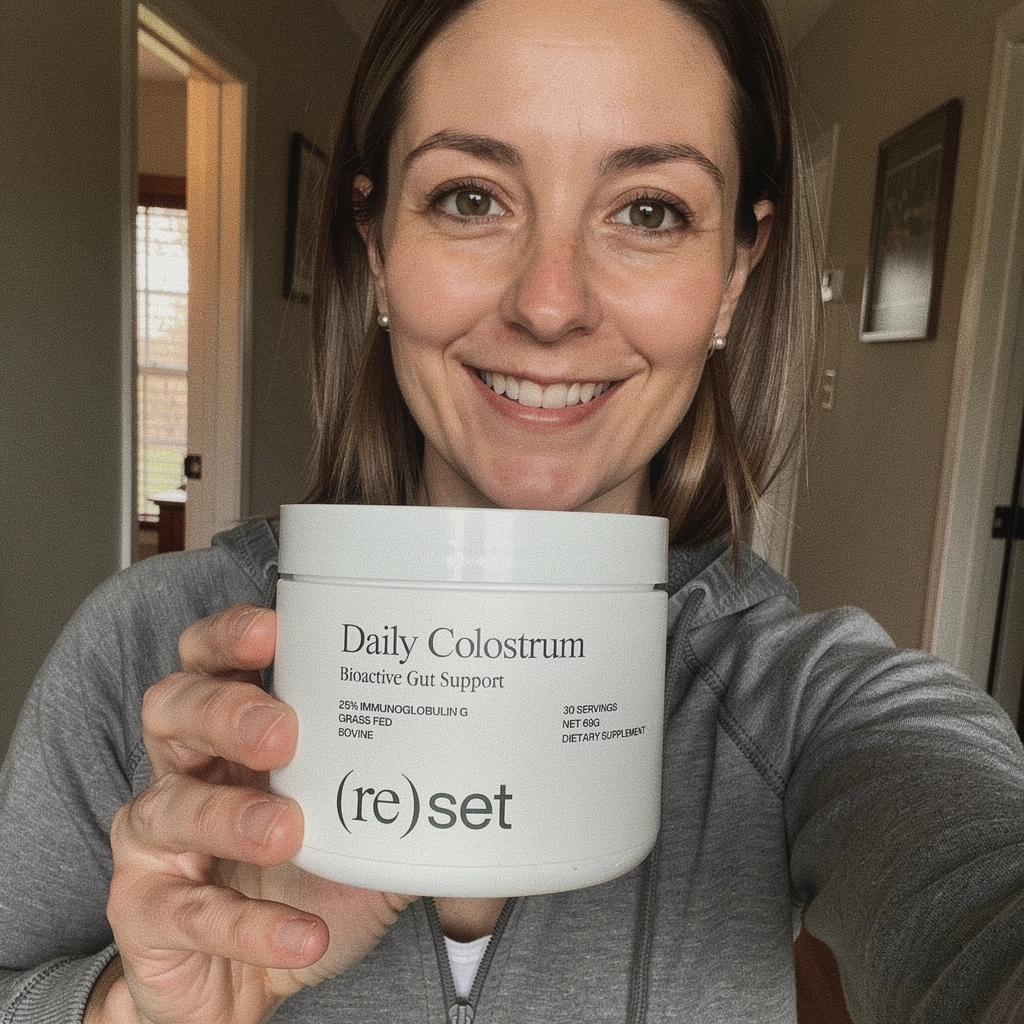 Daily Colostrum
Bioactive Gut Support
25% IMMUNOGLOBULIN G
GRASS FED
BOVINE
30 SERVINGS
NET 69G
DIETARY SUPPLEMENT
(re)set